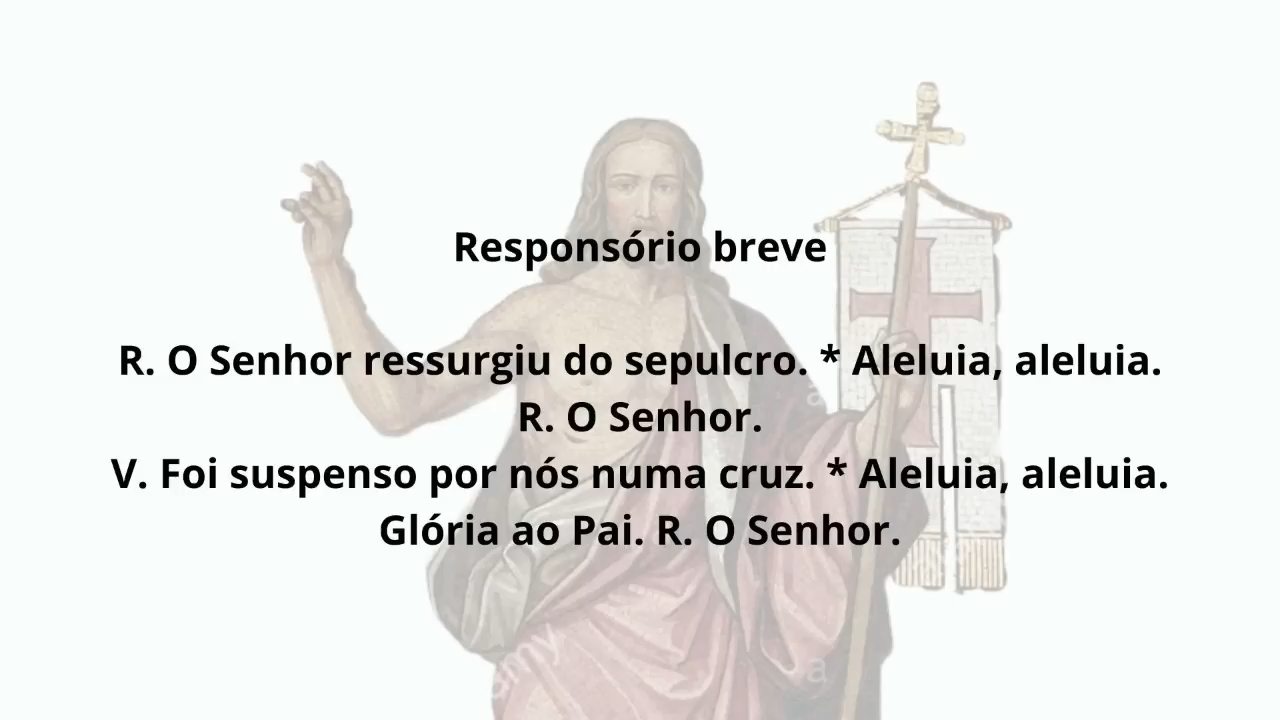 Responsório breve
R. O Senhor ressurgiu do sepulcro. * Aleluia, aleluia.
R. O Senhor.
V. Foi suspenso por nós numa cruz. * Aleluia, aleluia.
Glória ao Pai. R. O Senhor.
a
amy
a